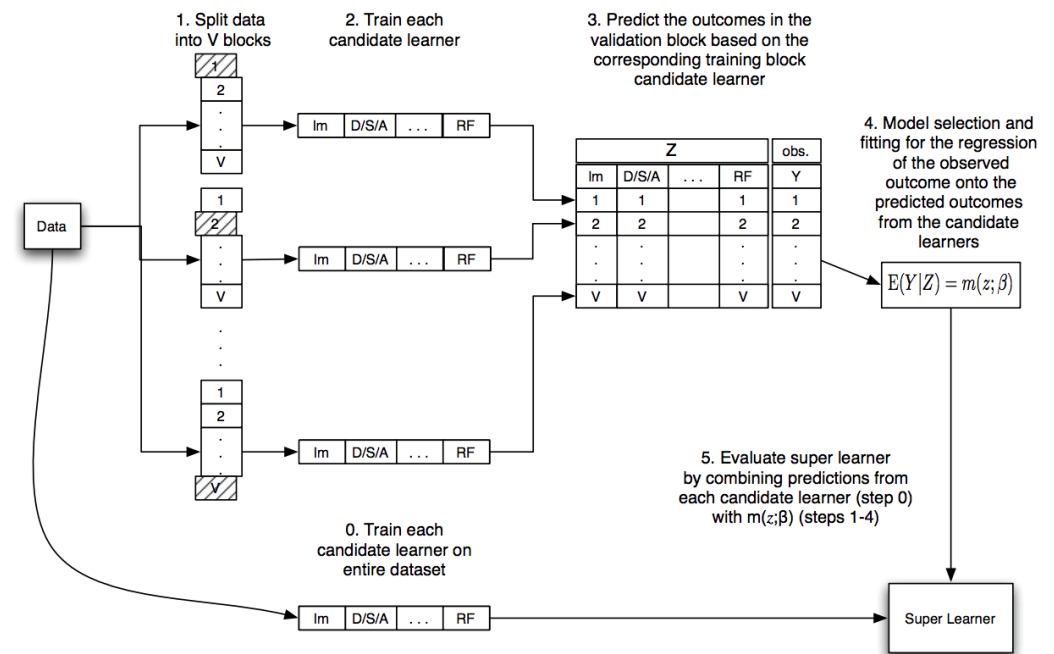 1. Split data
into V blocks
2. Train each
candidate learner
3. Predict the outcomes in the
validation block based on the
corresponding training block
candidate learner
4. Model selection and
fitting for the regression
of the observed
outcome onto the
predicted outcomes
from the candidate
learners
Data
1
2
.
.
.
V
lm D/S/A . . . RF
1
2
.
.
.
V
lm D/S/A . . . RF
.
.
.
1
2
.
.
.
V
lm D/S/A . . . RF
Z obs.
lm D/S/A . . . RF Y
1 1 1 1
2 2 2 2
. . . .
. . . .
. . . .
V V V V
E(Y|Z) = m(z; β)
5. Evaluate super learner
by combining predictions from
each candidate learner (step 0)
with m(z;β) (steps 1-4)
0. Train each
candidate learner on
entire dataset
lm D/S/A . . . RF
Super Learner